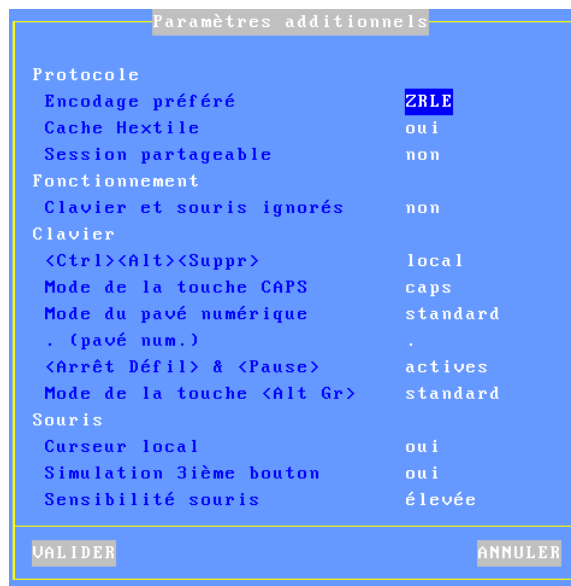 Paramètres additionnels
Protocole
Encodage préféré ZRLE
Cache Hextile oui
Session partageable non
Fonctionnement
Clavier et souris ignorés non
Clavier
<Ctrl><Alt><Suppr> local
Mode de la touche CAPS caps
Mode du pavé numérique standard
. (pavé num.) .
<Arrêt Défil> & <Pause> actives
Mode de la touche <Alt Gr> standard
Souris
Curseur local oui
Simulation 3ième bouton oui
Sensibilité souris élevée
VALIDER ANNULER